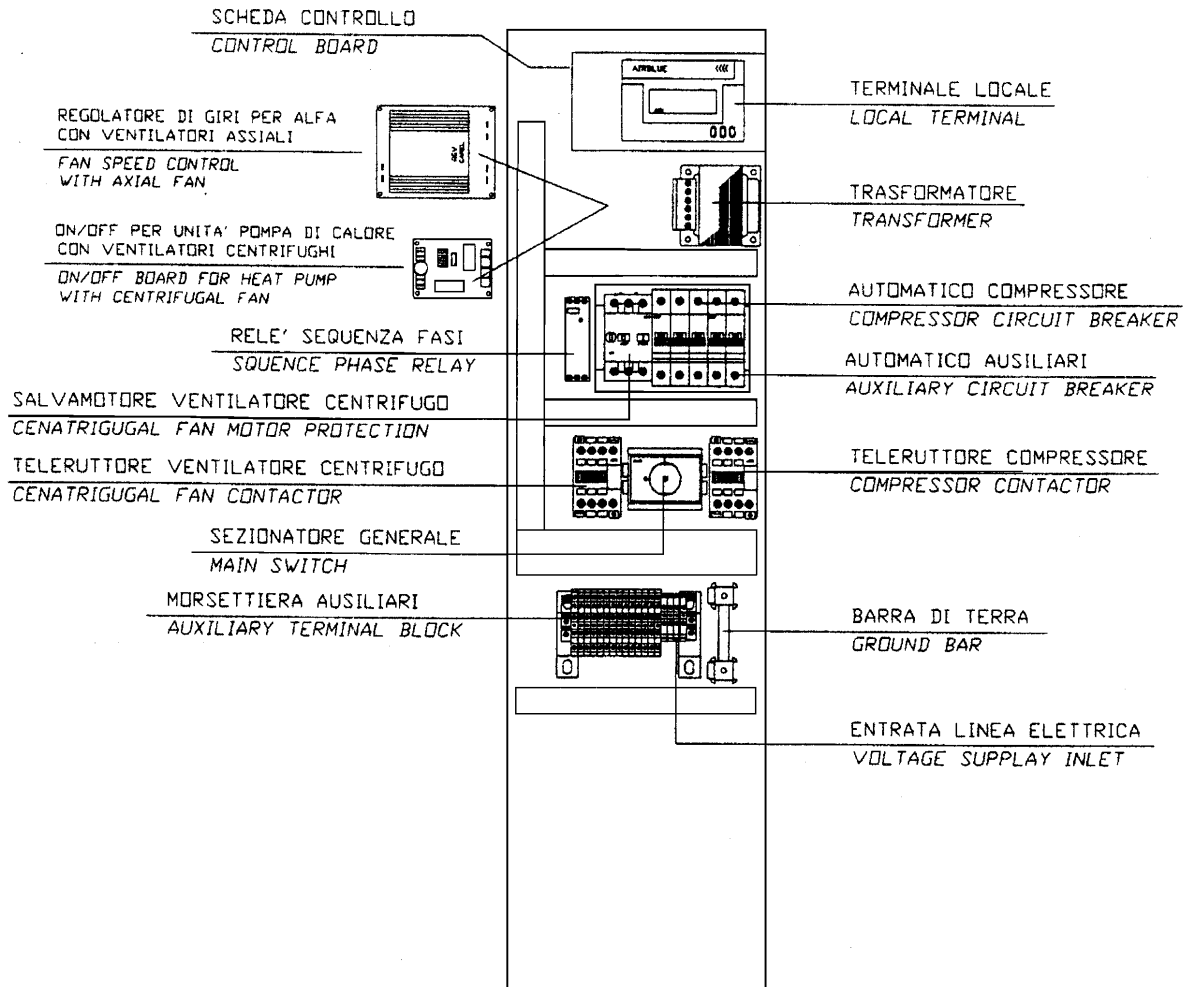 SCHEDA CONTROLLO
CONTROL BOARD
REGOLATORE DI GIRI PER ALFA
CON VENTILATORI ASSIALI
FAN SPEED CONTROL
WITH AXIAL FAN
ON/OFF PER UNITA' POMPA DI CALORE
CON VENTILATORI CENTRIFUGHI
ON/OFF BOARD FOR HEAT PUMP
WITH CENTRIFUGAL FAN
RELE' SEQUENZA FASI
SQUENCE PHASE RELAY
SALVAMOTORE VENTILATORE CENTRIFUGO
CENATRIGUGAL FAN MOTOR PROTECTION
TELERUTTORE VENTILATORE CENTRIFUGO
CENATRIGUGAL FAN CONTACTOR
SEZIONATORE GENERALE
MAIN SWITCH
MORSETTIERA AUSILIARI
AUXILIARY TERMINAL BLOCK
AIRBLUE
TERMINALE LOCALE
LOCAL TERMINAL
TRASFORMATORE
TRANSFORMER
AUTOMATICO COMPRESSORE
COMPRESSOR CIRCUIT BREAKER
AUTOMATICO AUSILIARI
AUXILIARY CIRCUIT BREAKER
TELERUTTORE COMPRESSORE
COMPRESSOR CONTACTOR
BARRA DI TERRA
GROUND BAR
ENTRATA LINEA ELETTRICA
VOLTAGE SUPPLAY INLET